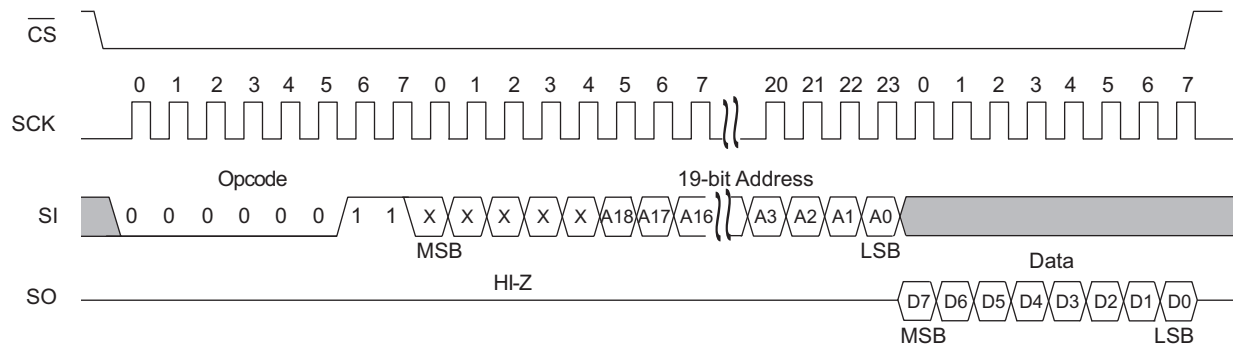 CS
0 1 2 3 4 5 6 7 0 1 2 3 4 5 6 7 20 21 22 23 0 1 2 3 4 5 6 7
SCK
Opcode 19-bit Address
SI 0 0 0 0 0 0 1 1 X X X X X A18 A17 A16 A3 A2 A1 A0
MSB LSB Data
HI-Z
SO D7 D6 D5 D4 D3 D2 D1 D0
MSB LSB